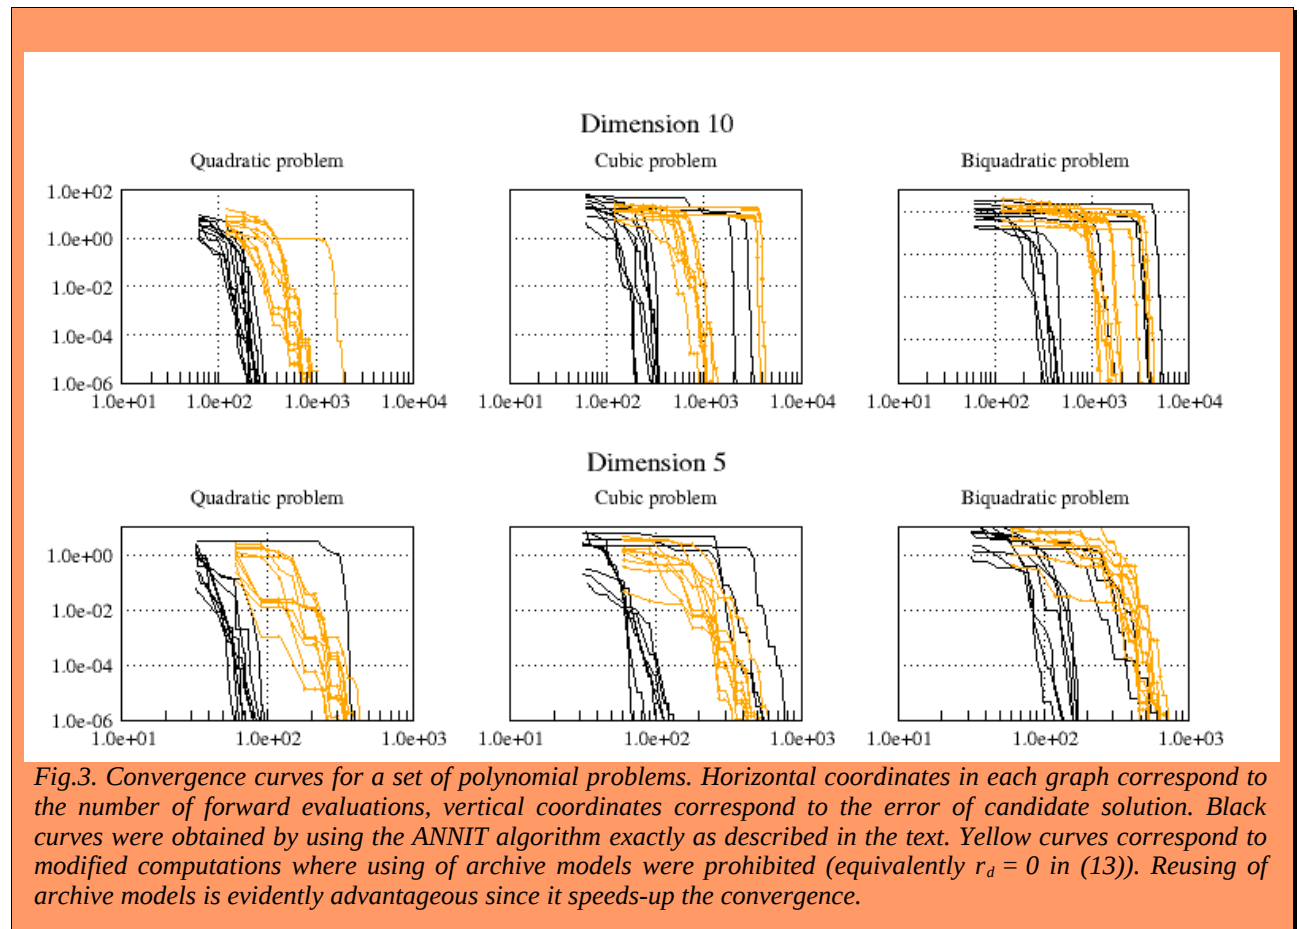 Dimension 10
Quadratic problem Cubic problem Biquadratic problem
1.0e+02
1.0e+00
1.0e-02
1.0e-04
1.0e-06
1.0e+01 1.0e+02 1.0e+03 1.0e+04 1.0e+01 1.0e+02 1.0e+03 1.0e+04 1.0e+01 1.0e+02 1.0e+03 1.0e+04
Dimension 5
Quadratic problem Cubic problem Biquadratic problem
1.0e+00
1.0e-02
1.0e-04
1.0e-06
1.0e+01 1.0e+02 1.0e+03 1.0e+01 1.0e+02 1.0e+03 1.0e+01 1.0e+02 1.0e+03
Fig.3. Convergence curves for a set of polynomial problems. Horizontal coordinates in each graph correspond to
the number of forward evaluations, vertical coordinates correspond to the error of candidate solution. Black
curves were obtained by using the ANNIT algorithm exactly as described in the text. Yellow curves correspond to
modified computations where using of archive models were prohibited (equivalently r_d = 0 in (13)). Reusing of
archive models is evidently advantageous since it speeds-up the convergence.